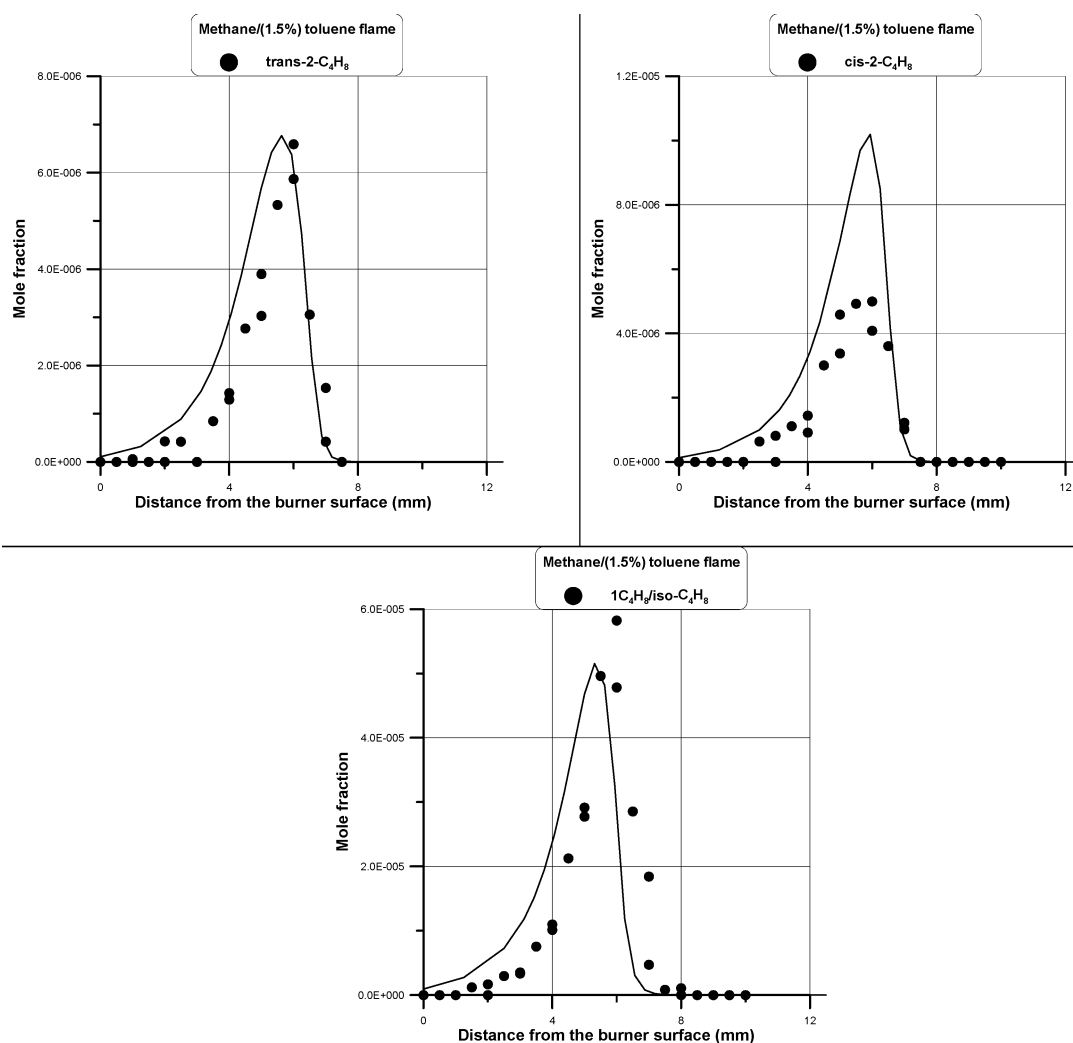 Methane/(1.5%) toluene flame
trans-2-C₄H₈
8.0E-006
6.0E-006
4.0E-006
2.0E-006
0.0E+000
Mole fraction
0 4 8 12
Distance from the burner surface (mm)
Methane/(1.5%) toluene flame
cis-2-C₄H₈
1.2E-005
8.0E-006
4.0E-006
0.0E+000
Mole fraction
0 4 8 12
Distance from the burner surface (mm)
Methane/(1.5%) toluene flame
1C₄H₈/iso-C₄H₈
6.0E-005
4.0E-005
2.0E-005
0.0E+000
Mole fraction
0 4 8 12
Distance from the burner surface (mm)